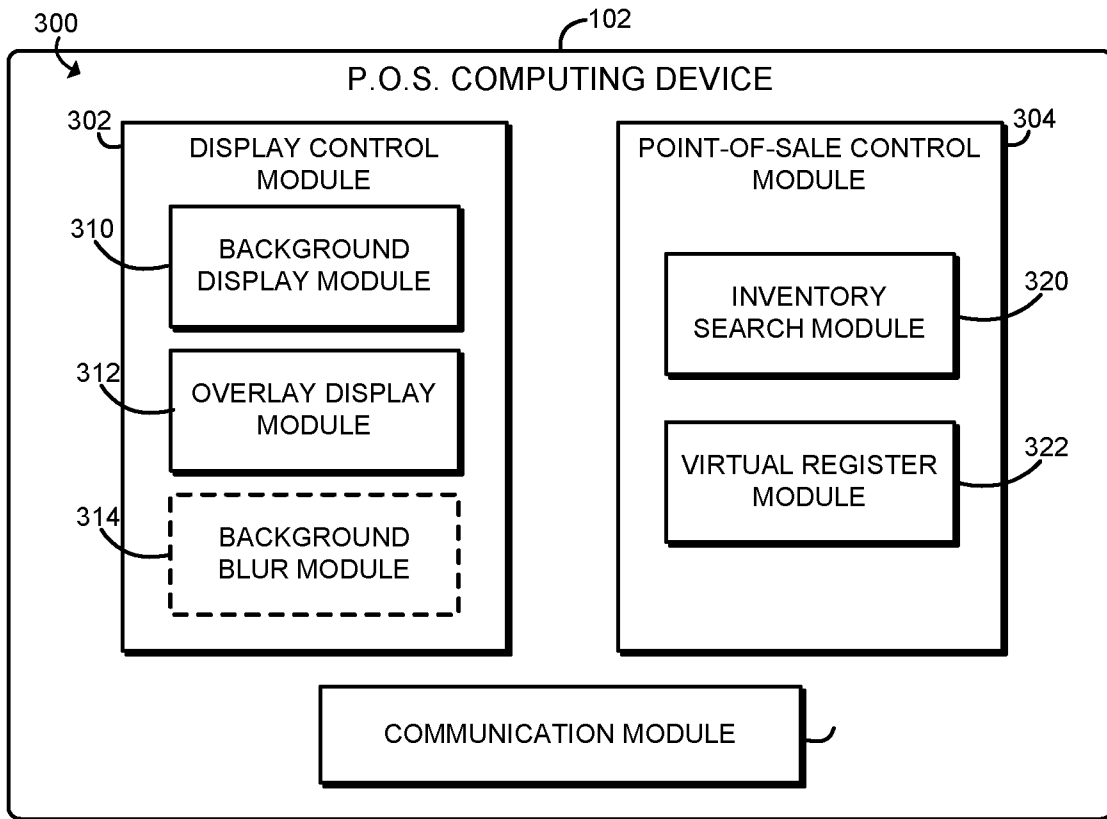 102
300
P.O.S. COMPUTING DEVICE
302
DISPLAY CONTROL
MODULE
310
BACKGROUND
DISPLAY MODULE
312
OVERLAY DISPLAY
MODULE
314
BACKGROUND
BLUR MODULE
304
POINT-OF-SALE CONTROL
MODULE
INVENTORY
SEARCH MODULE
320
VIRTUAL REGISTER
MODULE
322
COMMUNICATION MODULE